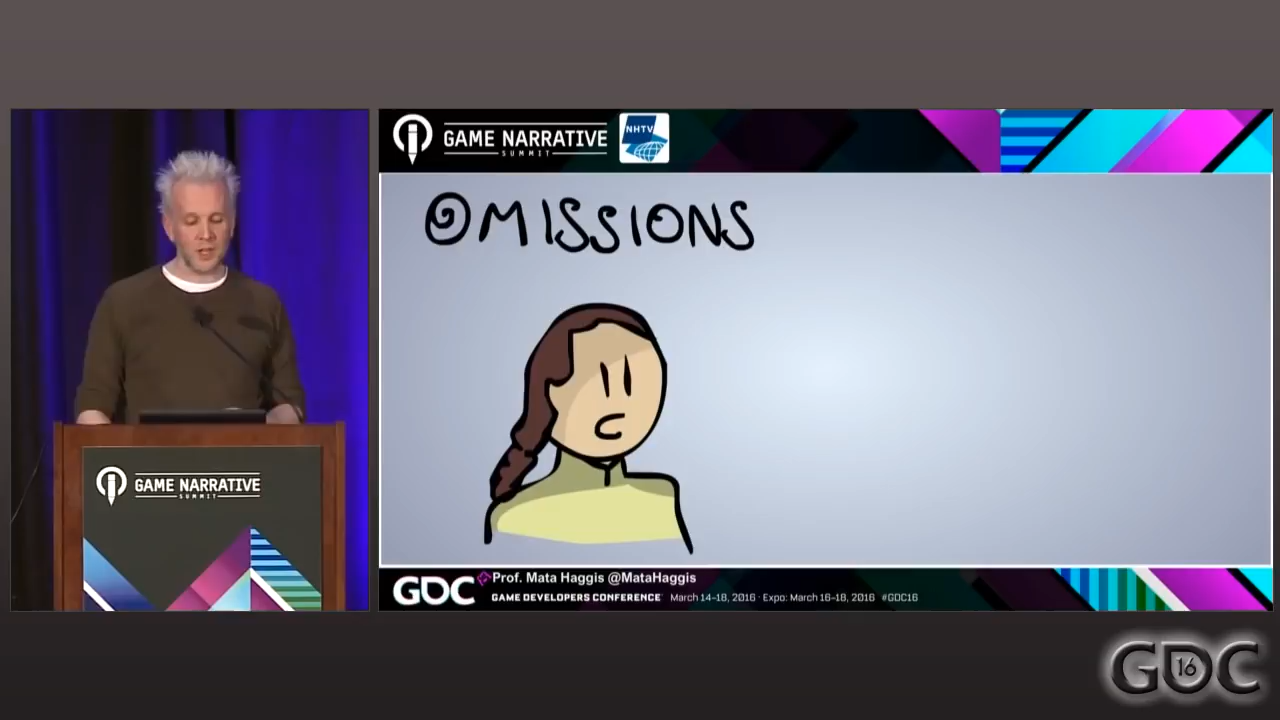 GAME NARRATIVE
SUMMIT
NHTV
OMISSIONS
GAME NARRATIVE
SUMMIT
GDC
Prof. Mata Haggis @MataHaggis
GAME DEVELOPERS CONFERENCE March 14-18, 2016 · Expo: March 16-18, 2016 #GDC16
GDC
16